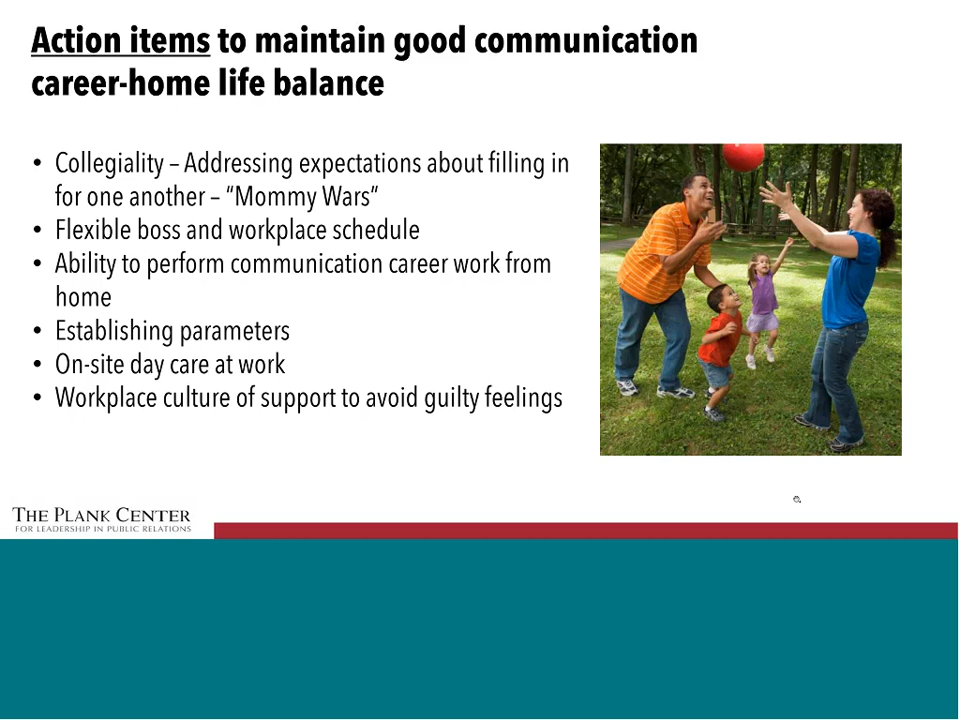 Action items to maintain good communication
career-home life balance
• Collegiality – Addressing expectations about filling in
for one another – “Mommy Wars”
• Flexible boss and workplace schedule
• Ability to perform communication career work from
home
• Establishing parameters
• On-site day care at work
• Workplace culture of support to avoid guilty feelings
THE PLANK CENTER
FOR LEADERSHIP IN PUBLIC RELATIONS